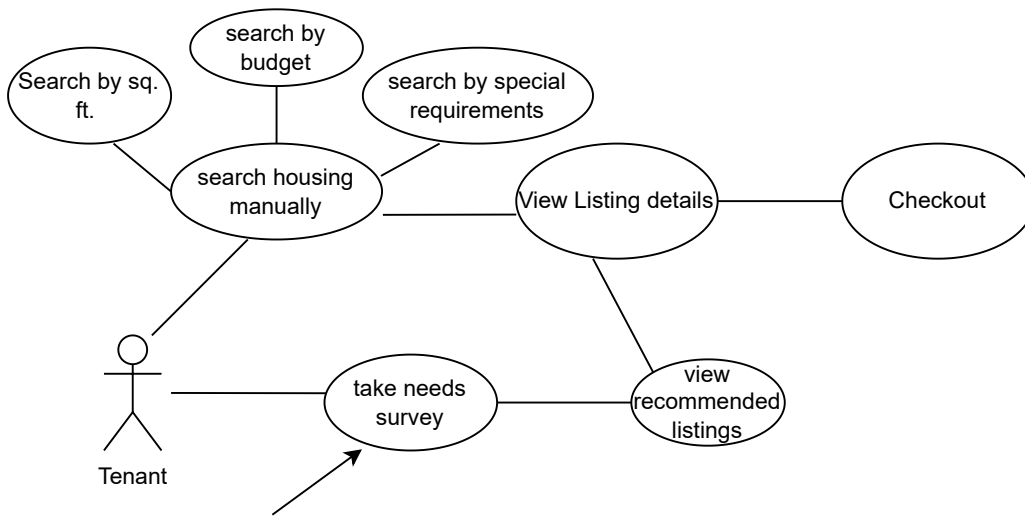 search by
budget
Search by sq.
ft.
search by special
requirements
search housing
manually
View Listing details
Checkout
take needs
survey
view
recommended
listings
Tenant